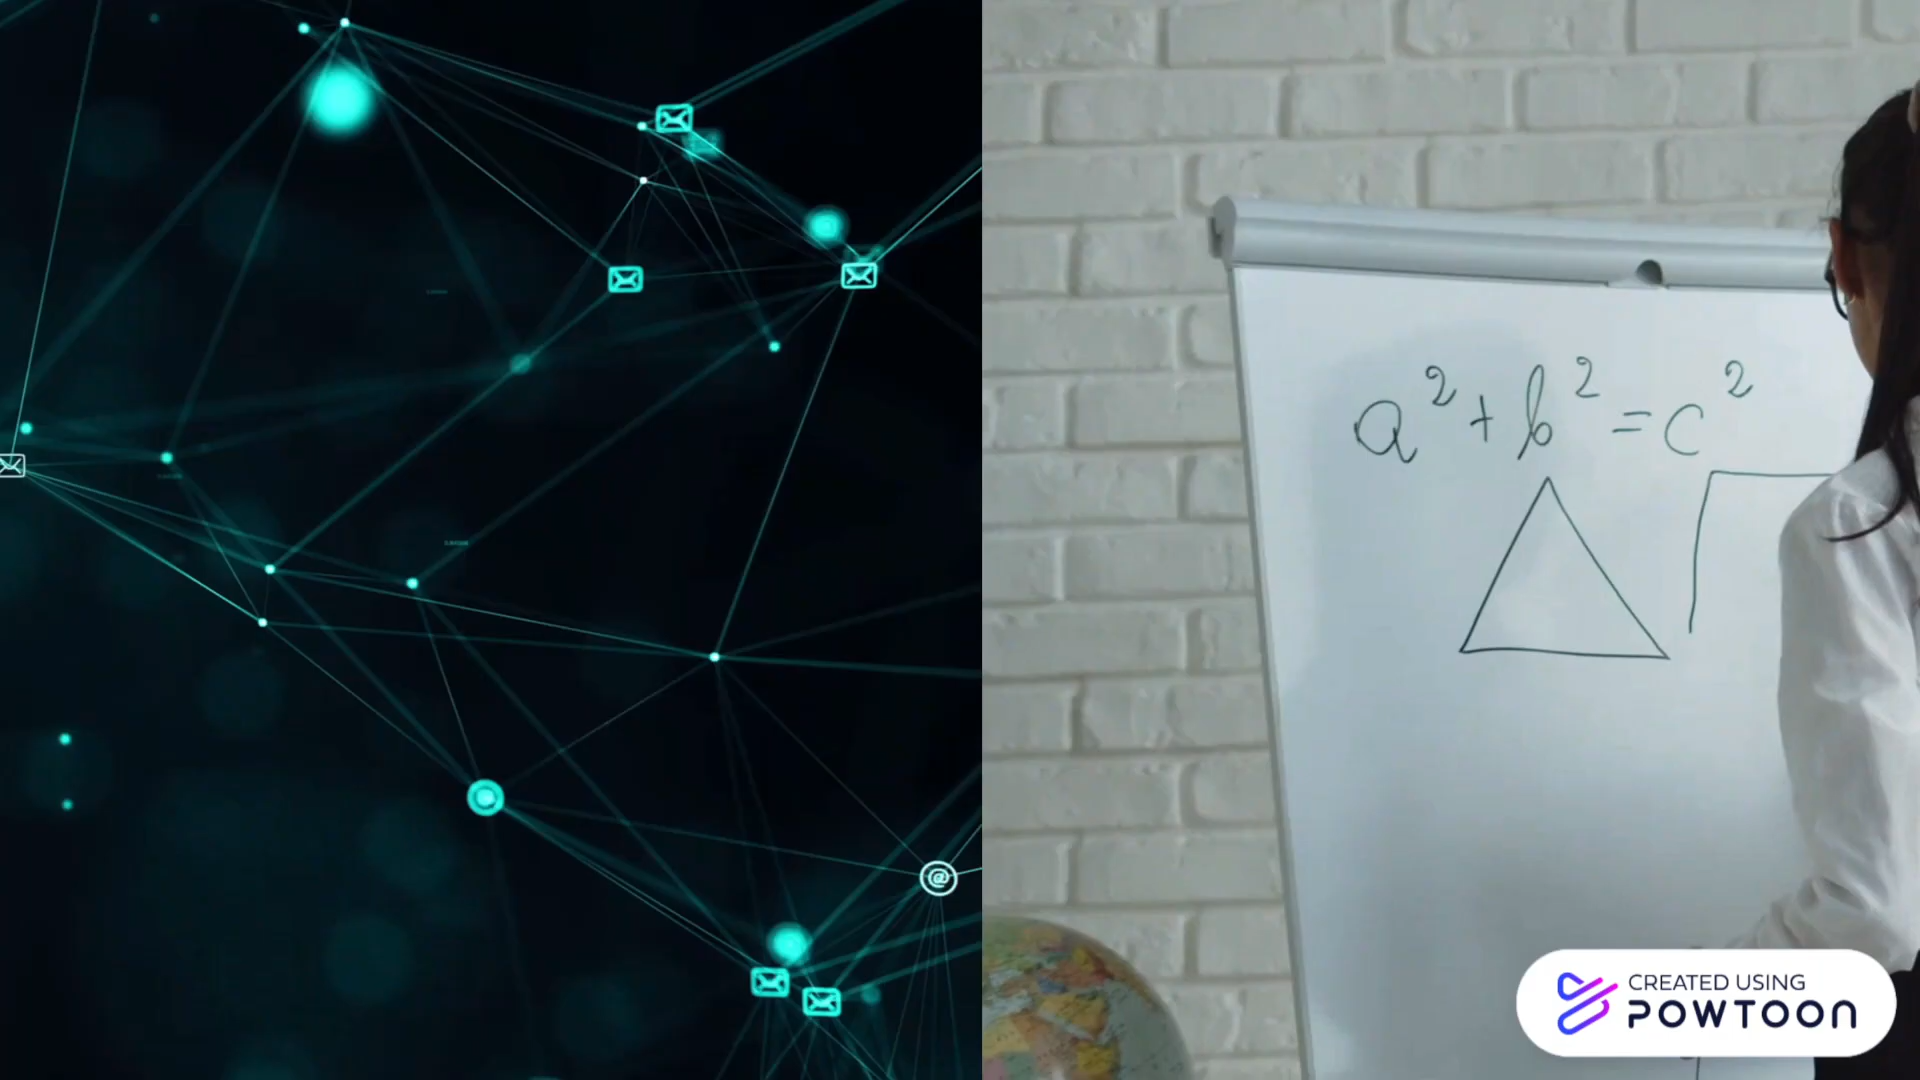 @
a² + b² = c²
CREATED USING
POWTOON